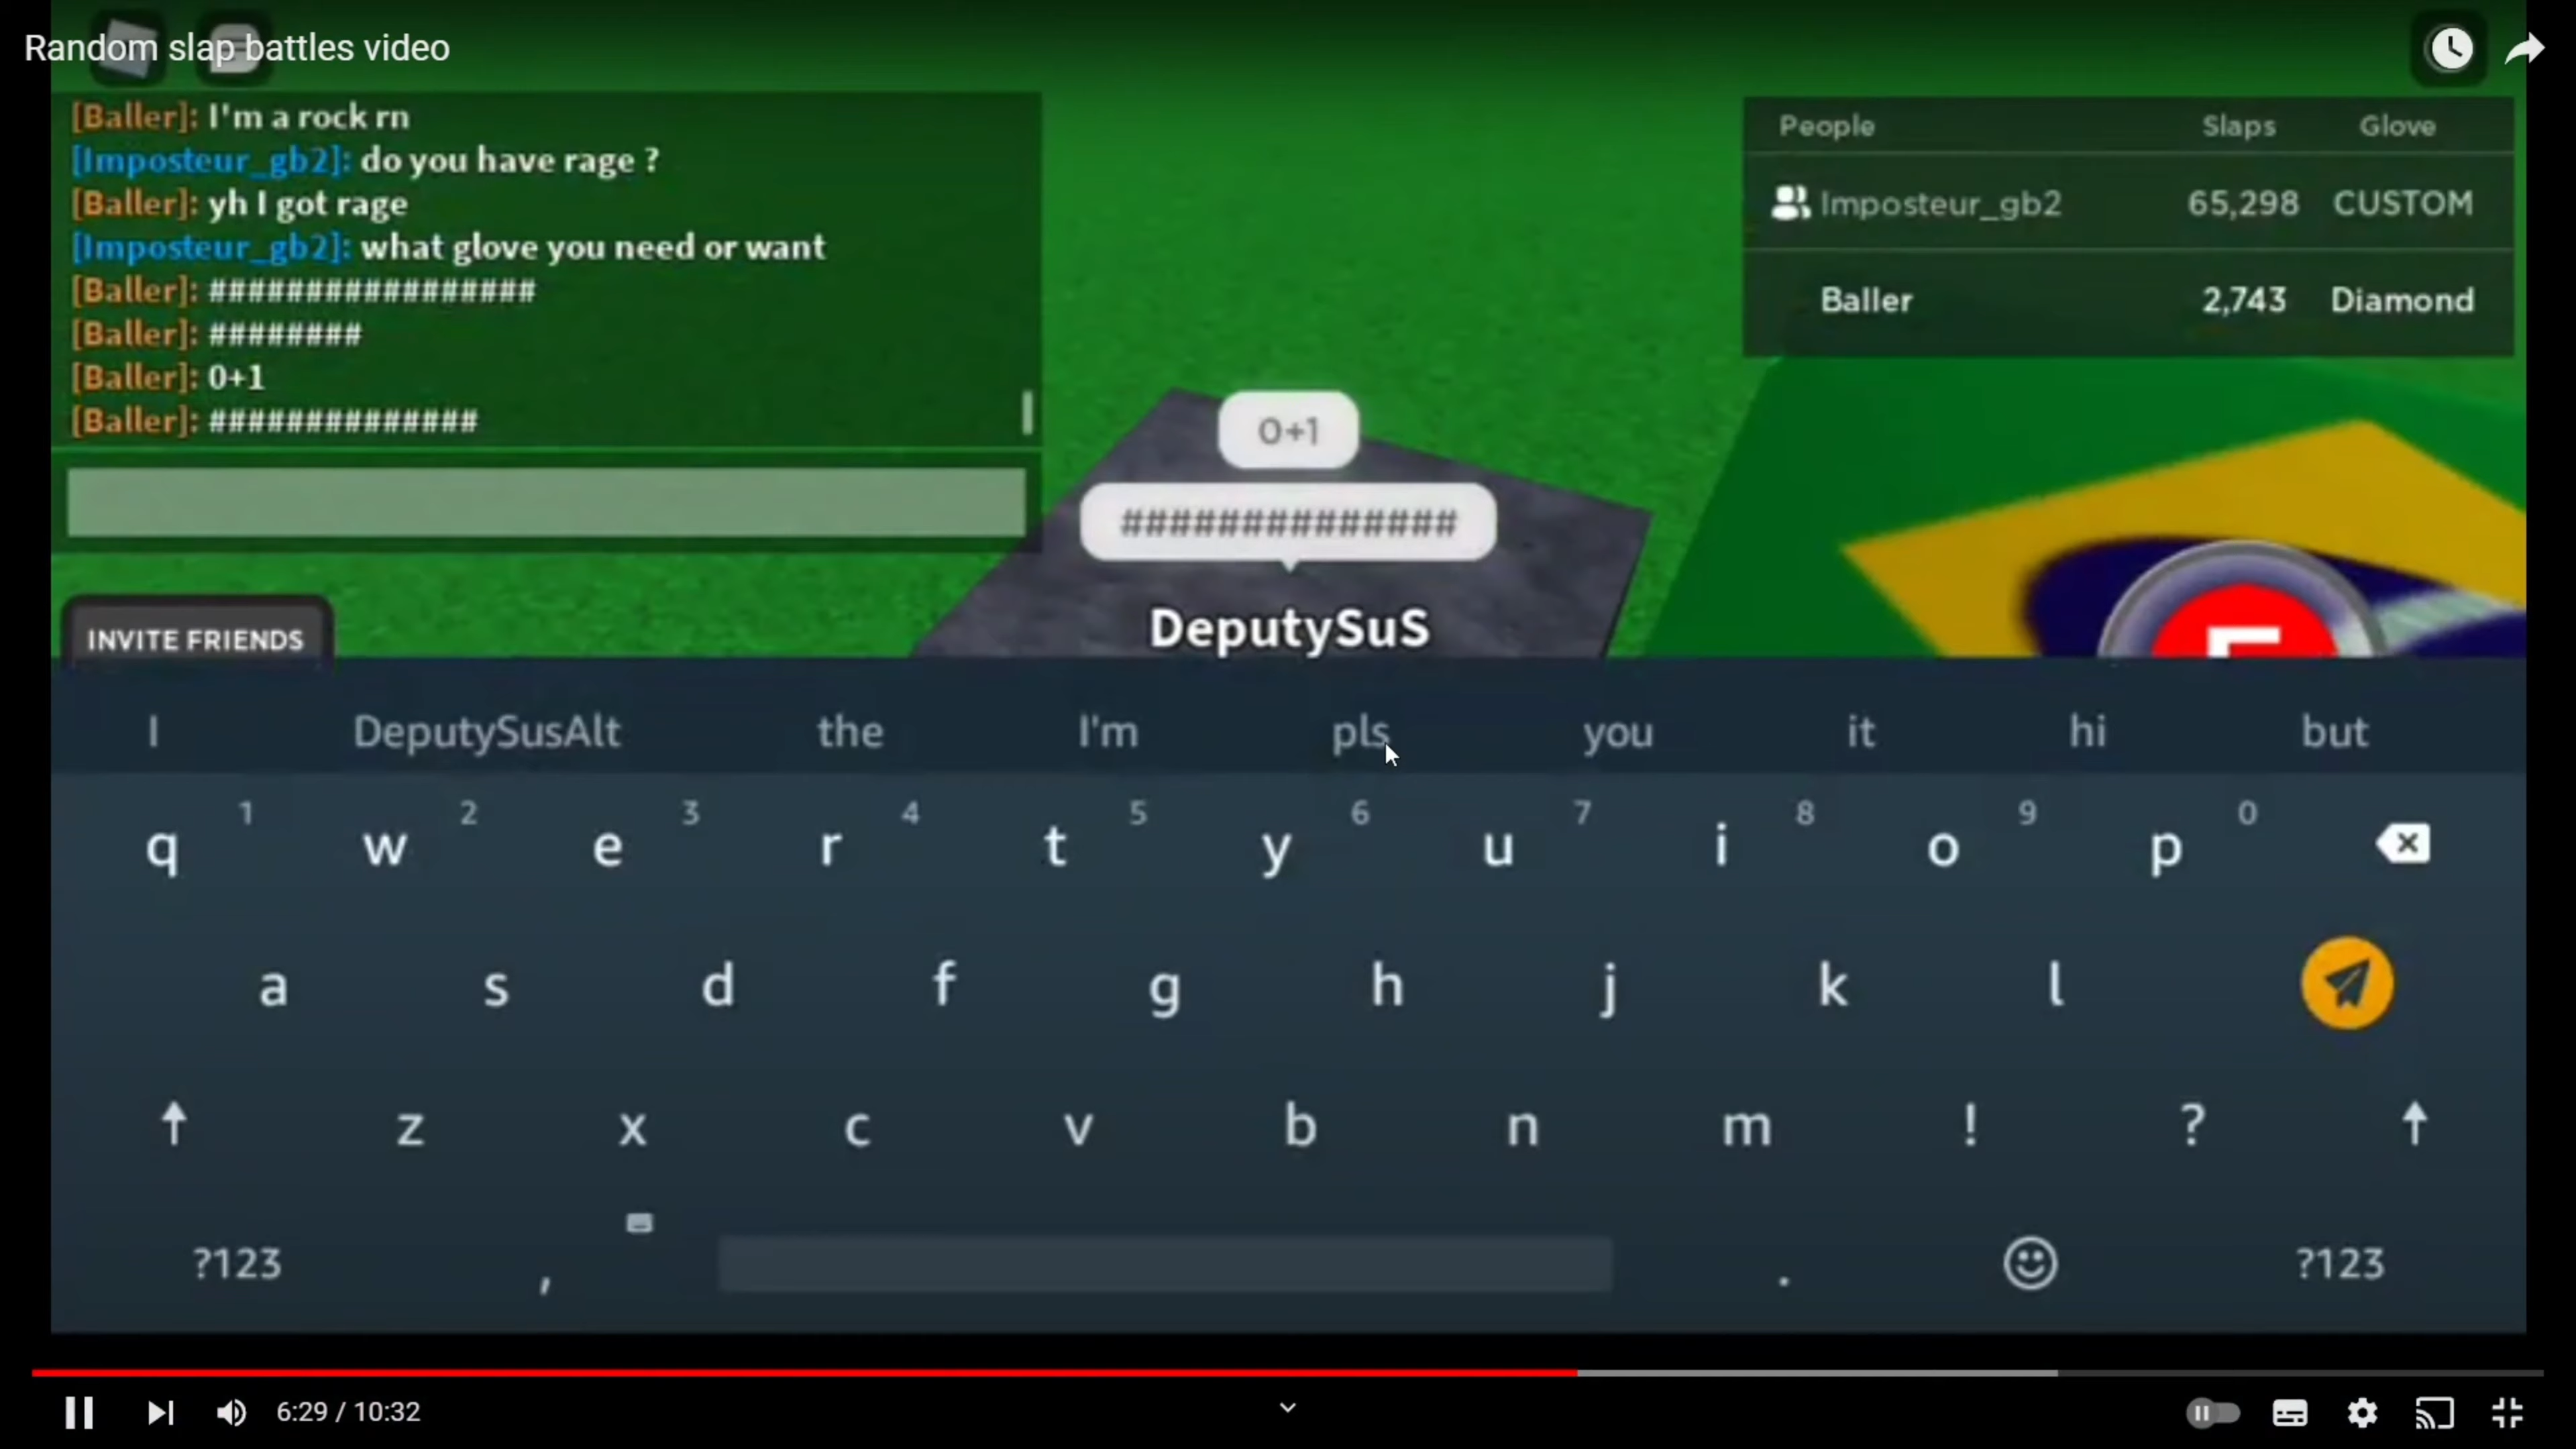 Random slap battles video
[Baller]: I'm a rock rn
[Imposteur_gb2]: do you have rage ?
[Baller]: yh I got rage
[Imposteur_gb2]: what glove you need or want
[Baller]: #################
[Baller]: ########
[Baller]: 0+1
[Baller]: ##############
People Slaps Glove
Imposteur_gb2 65,298 CUSTOM
Baller 2,743 Diamond
0+1
##############
DeputySuS
INVITE FRIENDS
I DeputySusAlt the I'm pls you it hi but
1 2 3 4 5 6 7 8 9 0
q w e r t y u i o p
a s d f g h j k l
z x c v b n m ! ?
?123 , . ?123
6:29 / 10:32